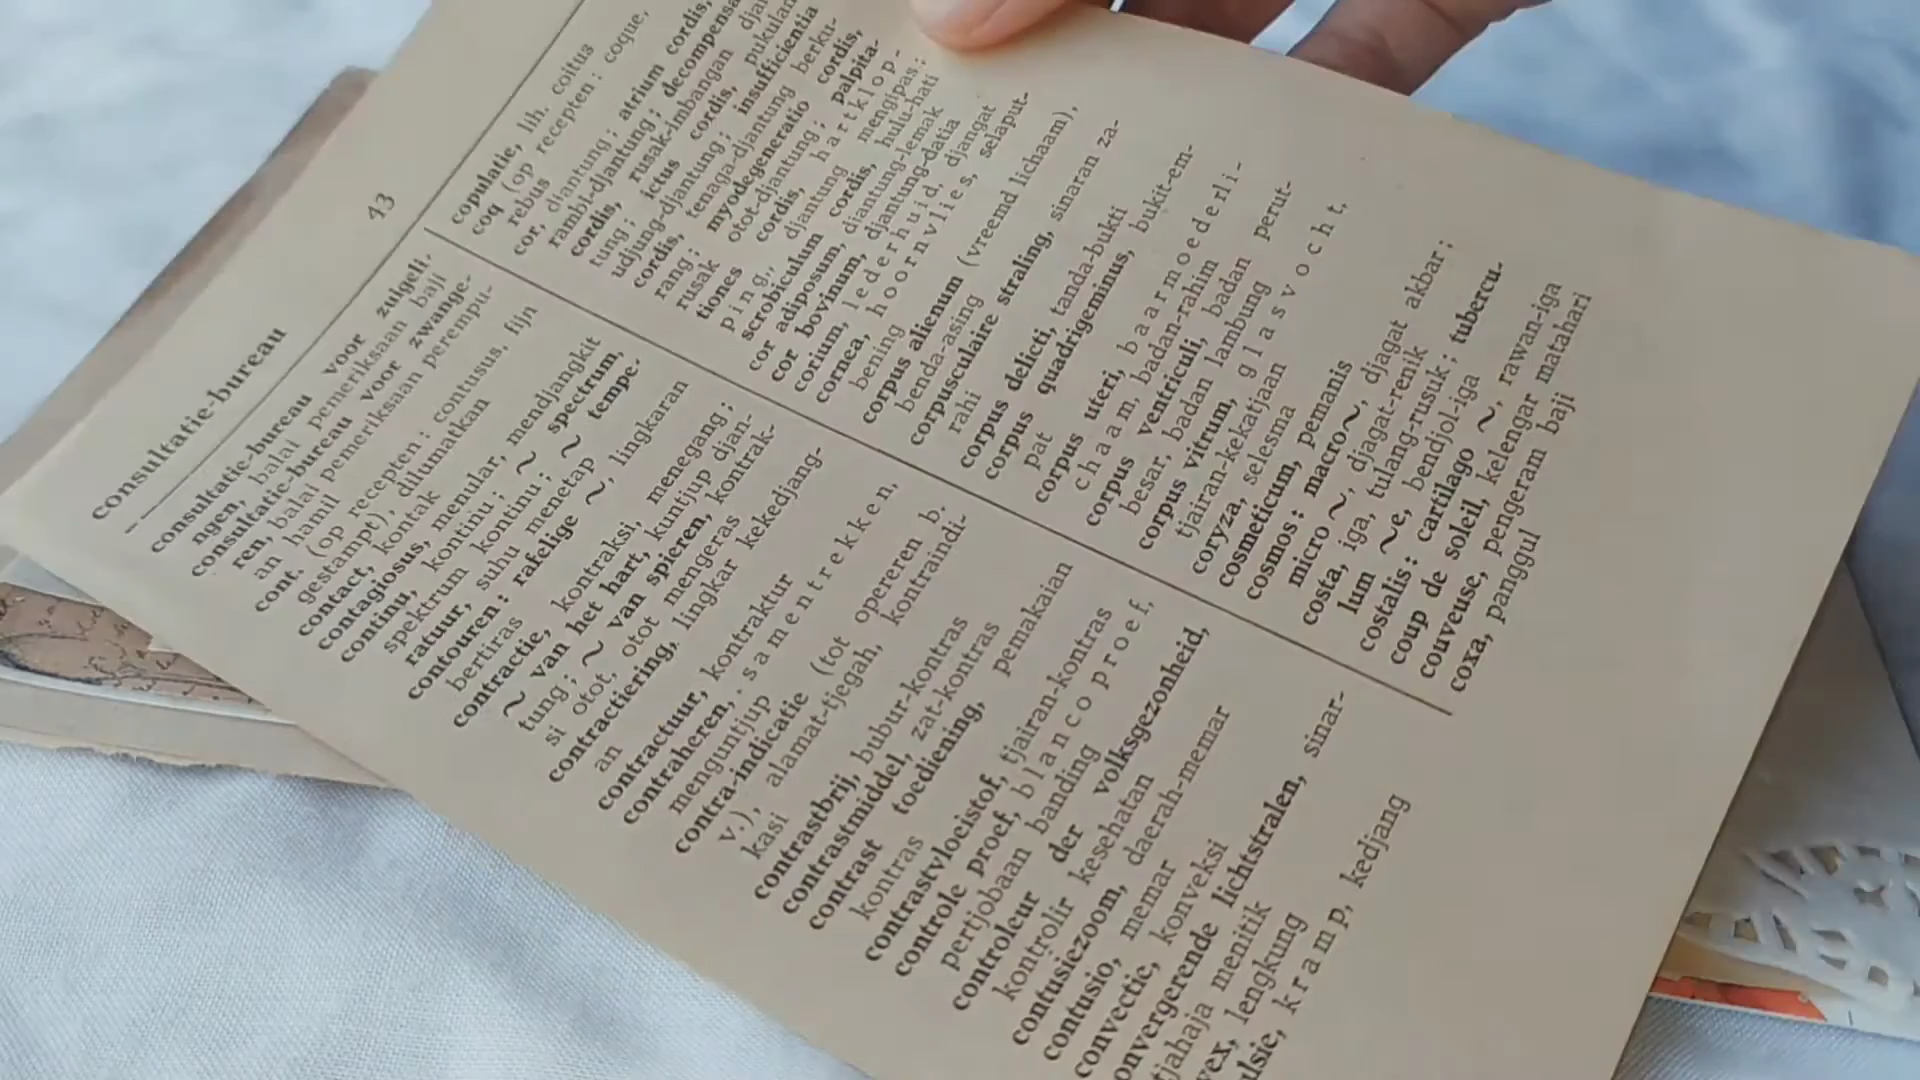 consultatie-bureau
43
consultatie-bureau voor zuigeli-
ngen, balai pemeriksaan baji
consultatie-bureau voor zwange-
ren, balai pemeriksaan perempu-
an hamil
cont. (op recepten: contusus, fijn
gestampt), dilumatkan
contact, kontak
contagiosus, menular, mendjangkit
continu, kontinu; ~ spectrum,
spektrum kontinu; ~ tempe-
ratuur, suhu menetap
contouren: rafelige ~, lingkaran
bertiras
contractie, kontraksi, menegang;
~ van het hart, kuntjup djan-
tung; ~ van spieren, kontrak-
si otot, otot mengeras
contractiering, lingkar kekedjang-
an
contractuur, kontraktur
contraheren, samentrekken,
menguntjup
contra-indicatie (tot opereren b.
v.), alamat-tjegah, kontraindi-
kasi
contrastbrij, bubur-kontras
contrastmiddel, zat-kontras
contrast toediening, pemakaian
kontras
contrastvloeistof, tjairan-kontras
controle proef, blancoproef,
pertjobaan banding
controleur der volksgezonheid,
kontrolir kesehatan
contusiezoom, daerah-memar
contusio, memar
convectie, konveksi
onvergerende lichtstralen, sinar-
tjahaja menitik
vex, lengkung
ulsie, kramp, kedjang
copulatie, lih. coitus
coq (op recepten: coque,
rebus
cor, djantung; atrium cordis,
rambi-djantung; decompensa
cordis, rusak-imbangan dja
tung; ictus cordis, pukulan
udjung-djantung; insufficientia
cordis, tenaga-djantung berku-
rang; myodegeneratio cordis,
rusak otot-djantung; palpita-
tiones cordis, hartklop-
ping, djantung mengipas;
scrobiculum cordis, hulu-hati
cor adiposum, djantung-lemak
cor bovinum, djantung-datia
corium, lederhuid, djangat
cornea, hoornvlies, selaput-
bening
corpus alienum (vreemd lichaam),
benda-asing
corpusculaire straling, sinaran za-
rahi
corpus delicti, tanda-bukti
corpus quadrigeminus, bukit-em-
pat
corpus uteri, baarmoederli-
chaam, badan-rahim
corpus ventriculi, badan perut-
besar, badan lambung
corpus vitrum, glasvocht,
tjairan-kekatjaan
coryza, selesma
cosmeticum, pemanis
cosmos: macro~, djagat akbar;
micro ~, djagat-renik
costa, iga, tulang-rusuk; tubercu-
lum ~e, bendjol-iga
costalis: cartilago ~, rawan-iga
coup de soleil, kelengar matahari
couveuse, pengeram baji
coxa, panggul